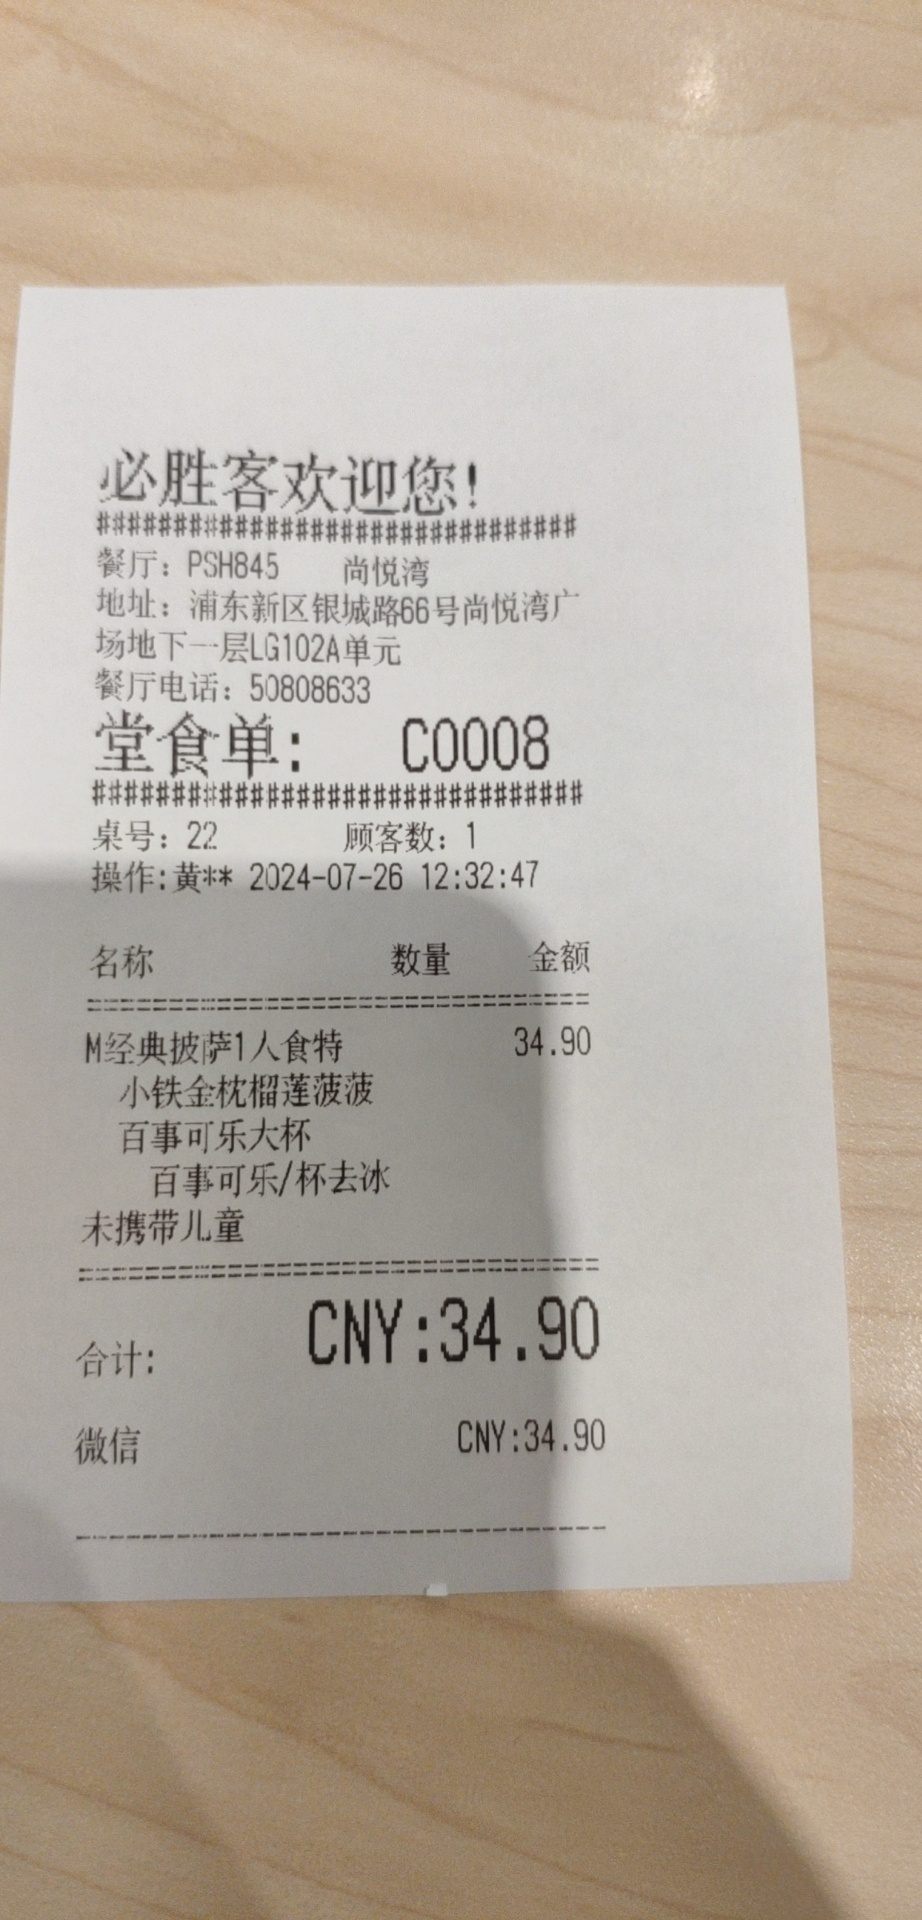 必胜客欢迎您!
################################
餐厅: PSH845 尚悦湾
地址: 浦东新区银城路66号尚悦湾广
场地下一层LG102A单元
餐厅电话: 50808633
堂食单: C0008
################################
桌号: 22 顾客数: 1
操作:黄** 2024-07-26 12:32:47
名称 数量 金额
================================
M经典披萨1人食特 34.90
小铁金枕榴莲菠菠
百事可乐大杯
百事可乐/杯去冰
未携带儿童
================================
合计: CNY:34.90
微信 CNY:34.90
--------------------------------